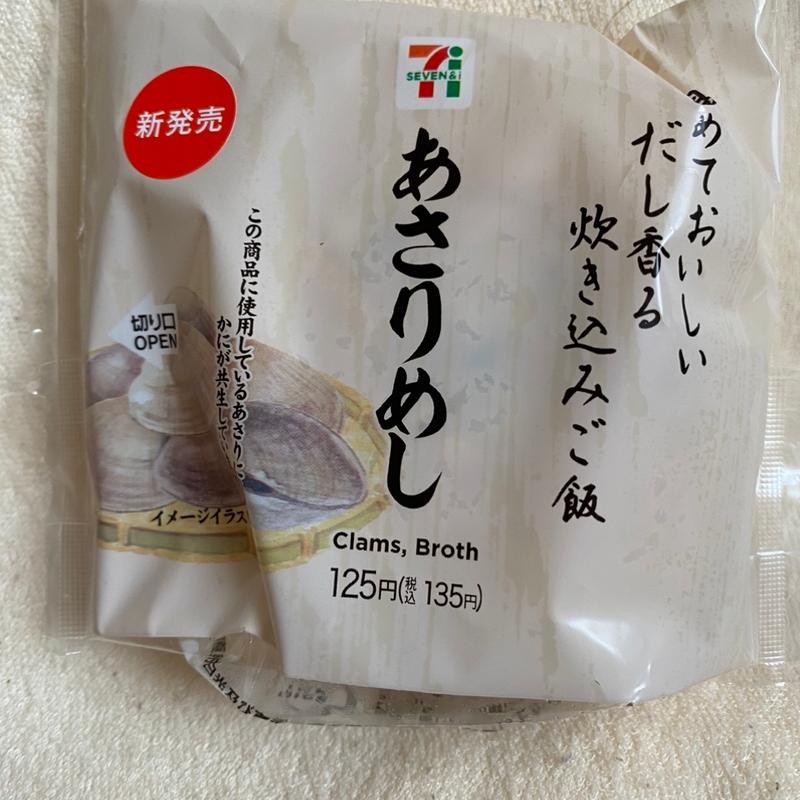 SEVEN&i
新発売
めておいしい
だし香る
炊き込みご飯
あさりめし
この商品に使用しているあさりに
かにが共生して
切り口
OPEN
イメージイラス
Clams, Broth
125円(税込 135円)